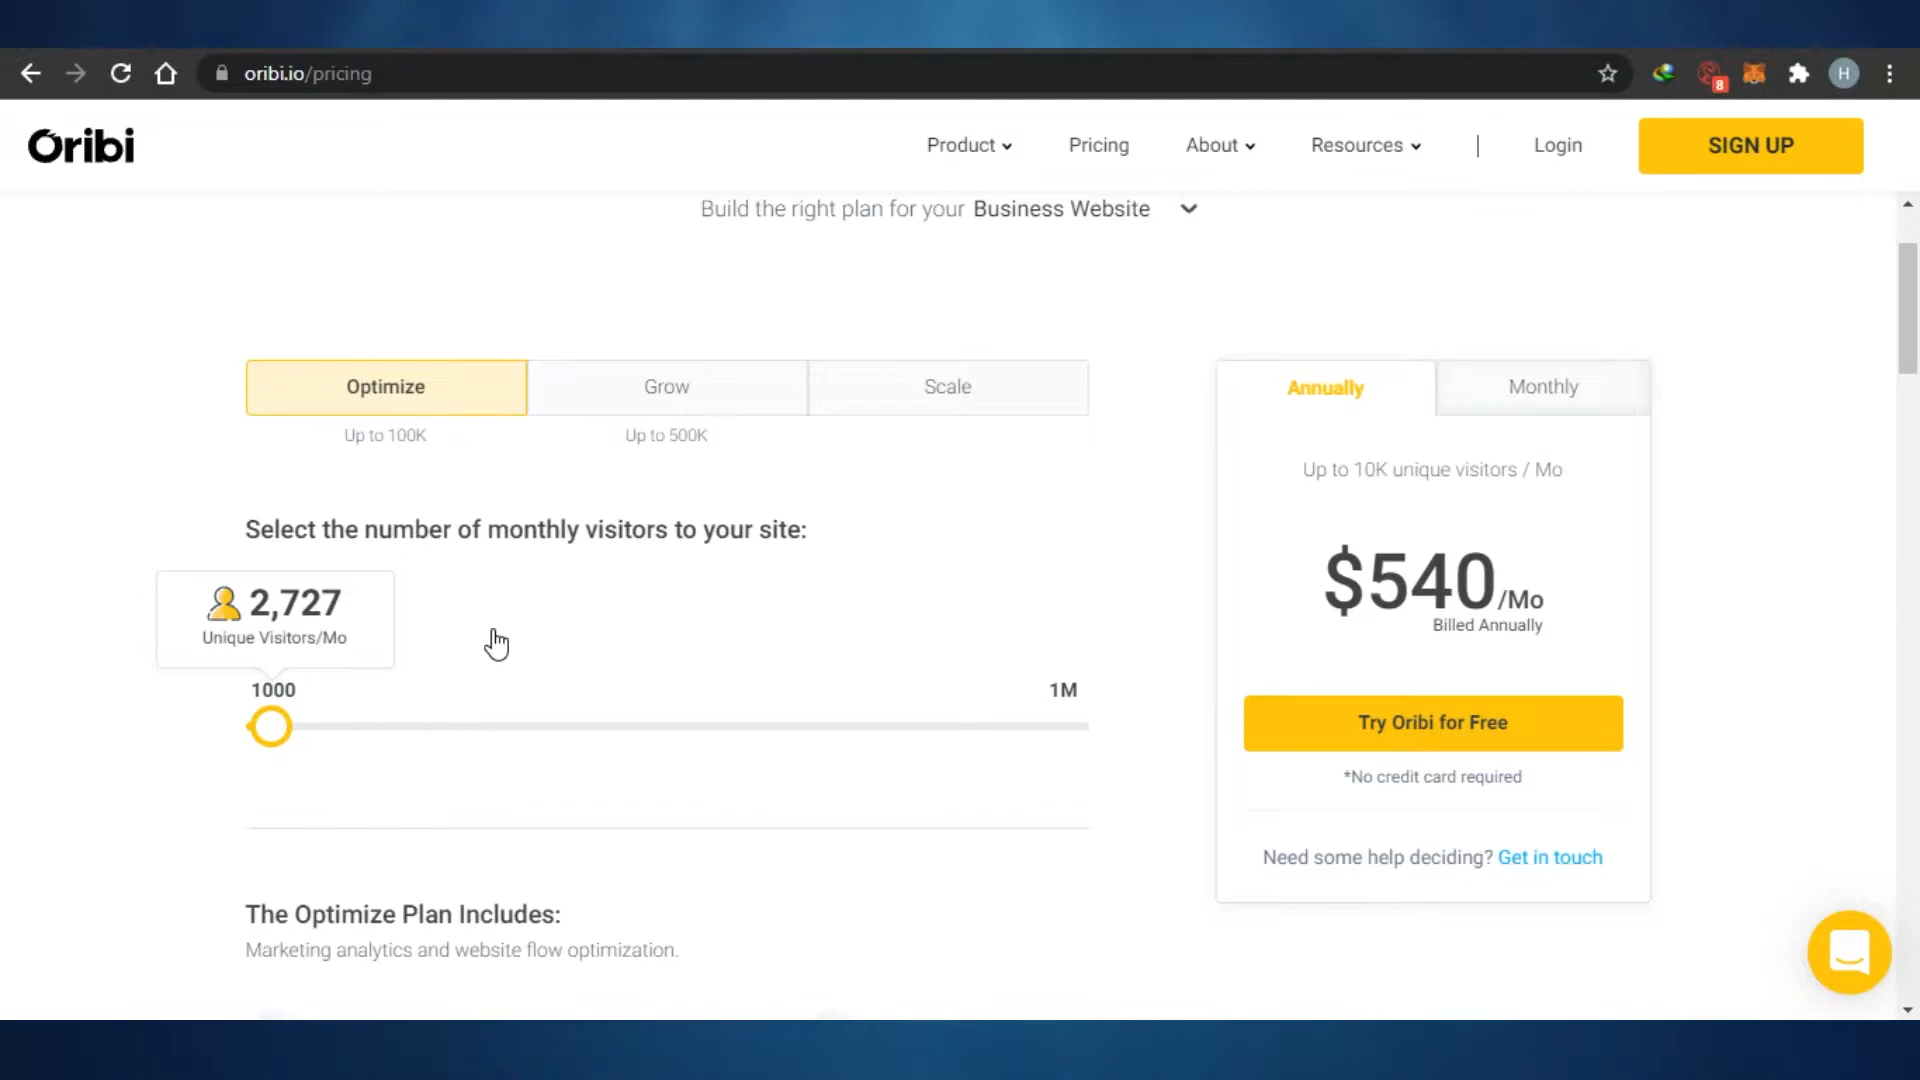 oribi.io/pricing
8
H
Oribi
Product
Pricing
About
Resources
|
Login
SIGN UP
Build the right plan for your Business Website
Optimize
Grow
Scale
Up to 100K
Up to 500K
Select the number of monthly visitors to your site:
2,727
Unique Visitors/Mo
1000
1M
Annually
Monthly
Up to 10K unique visitors / Mo
$540/Mo
Billed Annually
Try Oribi for Free
*No credit card required
Need some help deciding? Get in touch
The Optimize Plan Includes:
Marketing analytics and website flow optimization.